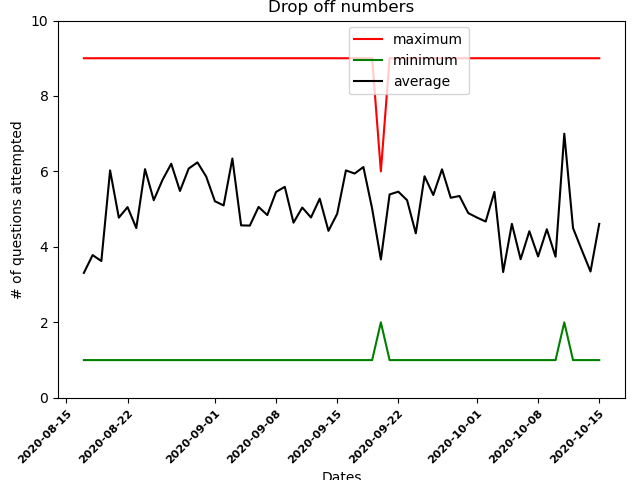 Drop off numbers
maximum
minimum
average
# of questions attempted
10
8
6
4
2
0
2020-08-15
2020-08-22
2020-09-01
2020-09-08
2020-09-15
2020-09-22
2020-10-01
2020-10-08
2020-10-15
Dates